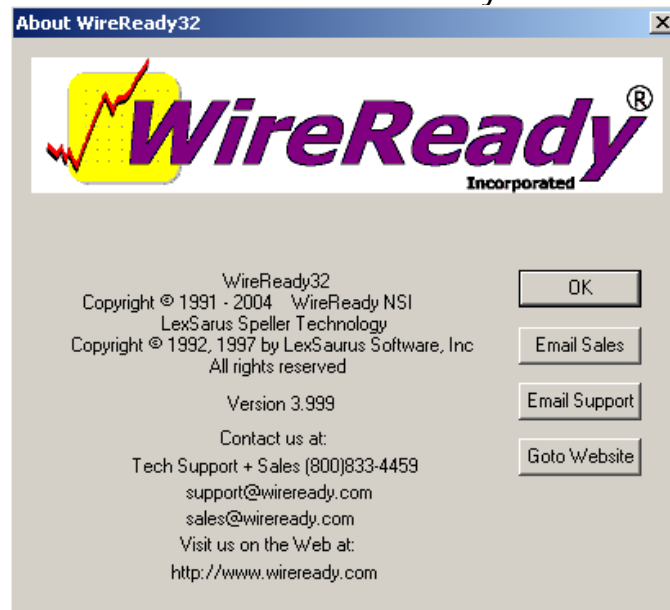 About WireReady32
WireReady®
Incorporated
WireReady32
Copyright © 1991 - 2004 WireReady NSI
LexSarus Speller Technology
Copyright © 1992, 1997 by LexSaurus Software, Inc
All rights reserved
Version 3.999
Contact us at:
Tech Support + Sales (800)833-4459
support@wireready.com
sales@wireready.com
Visit us on the Web at:
http://www.wireready.com
OK
Email Sales
Email Support
Goto Website